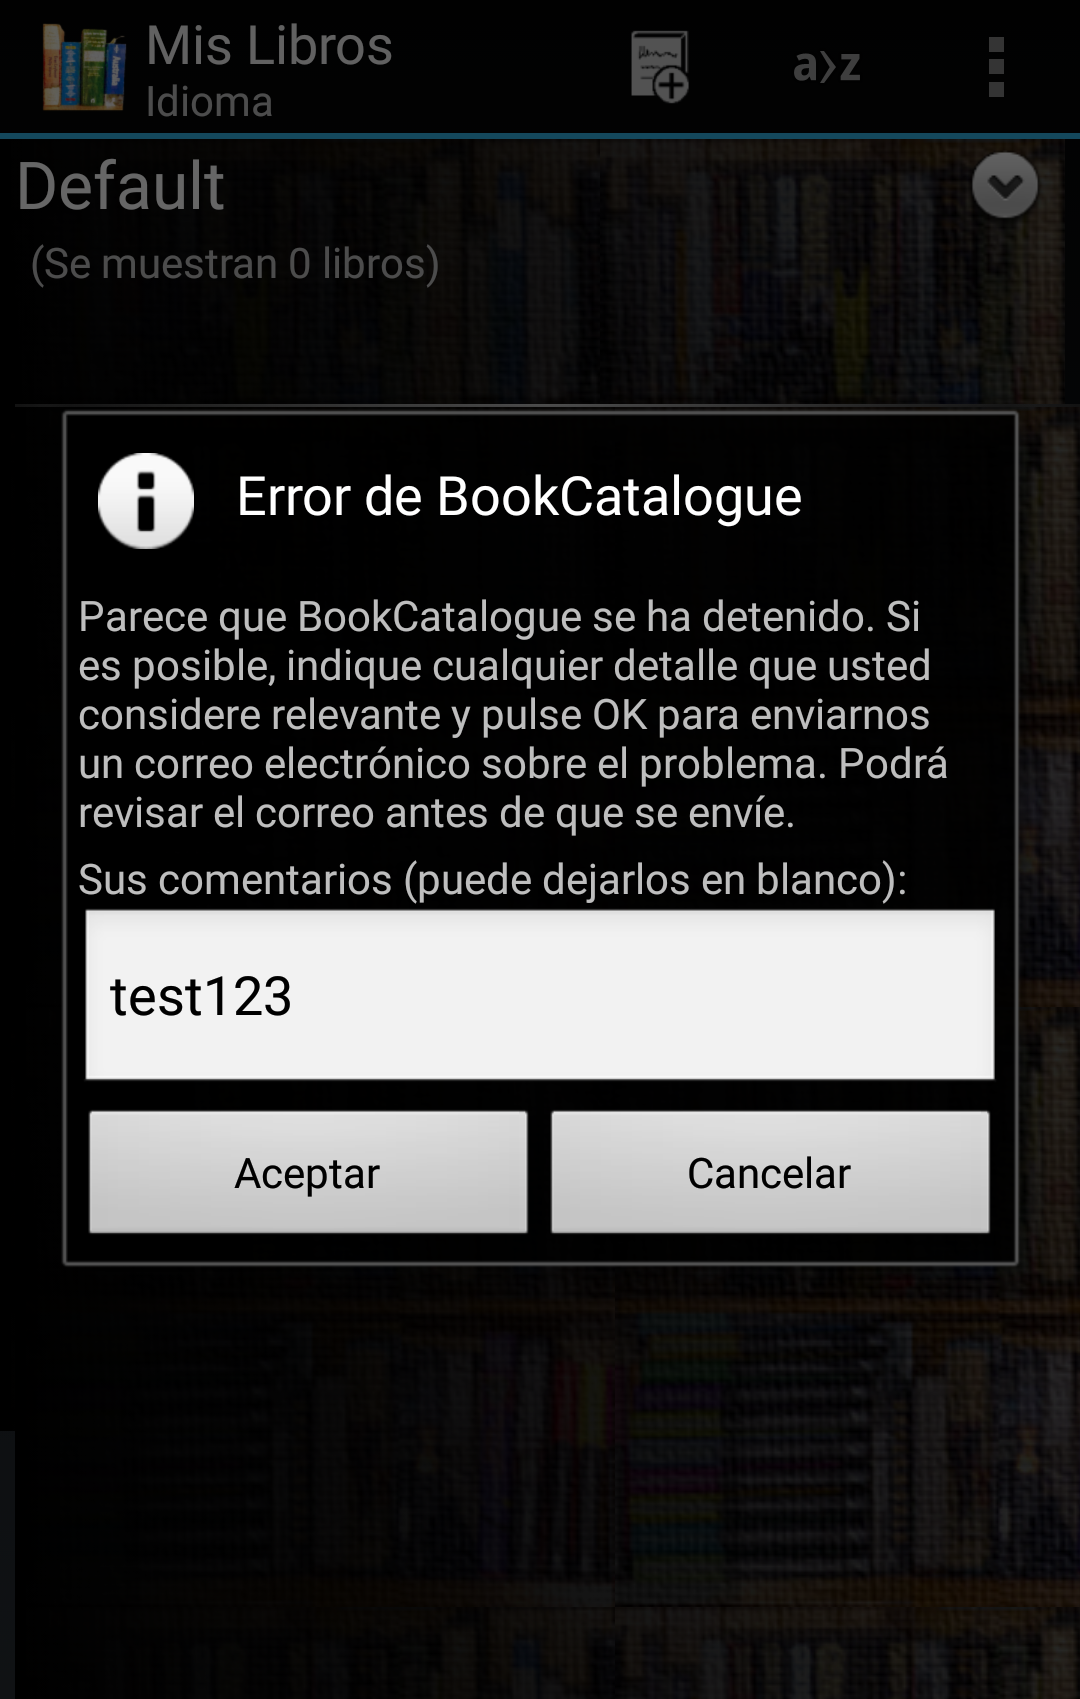 Mis Libros
Idioma
a›z
Default
(Se muestran 0 libros)
Error de BookCatalogue
Parece que BookCatalogue se ha detenido. Si
es posible, indique cualquier detalle que usted
considere relevante y pulse OK para enviarnos
un correo electrónico sobre el problema. Podrá
revisar el correo antes de que se envíe.
Sus comentarios (puede dejarlos en blanco):
test123
Aceptar
Cancelar